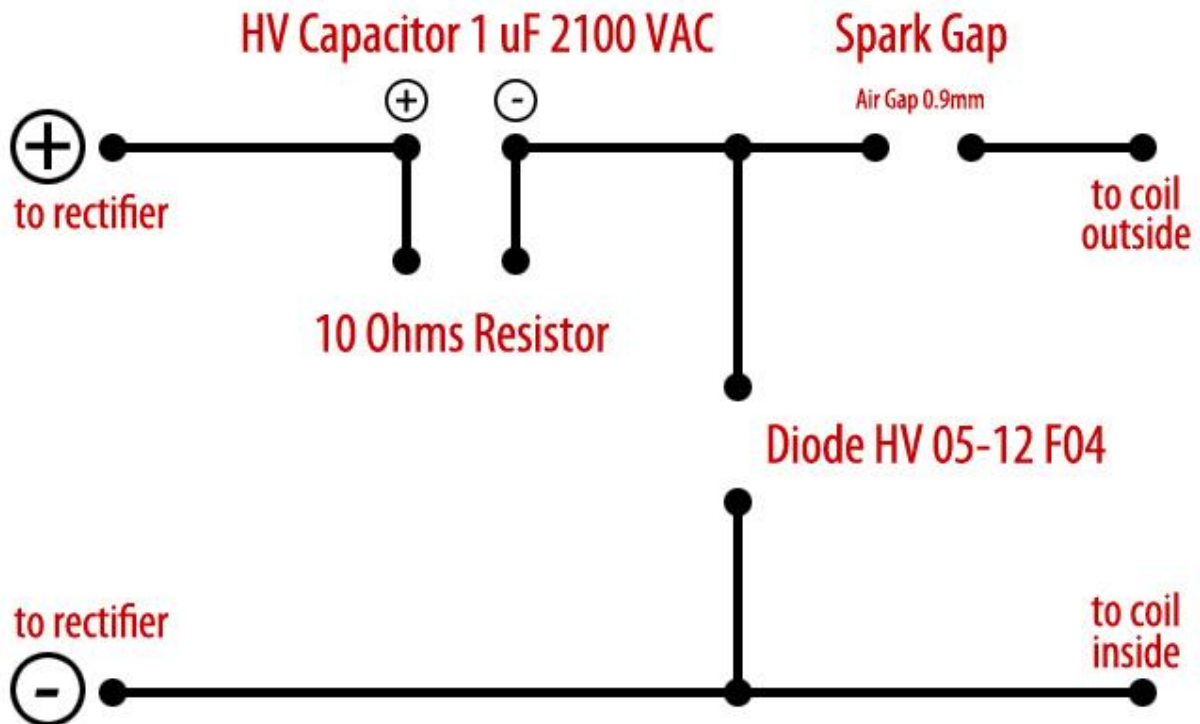 HV Capacitor 1 uF 2100 VAC
Spark Gap
+
-
Air Gap 0.9mm
+
to rectifier
to coil
outside
10 Ohms Resistor
Diode HV 05-12 F04
to rectifier
-
to coil
inside